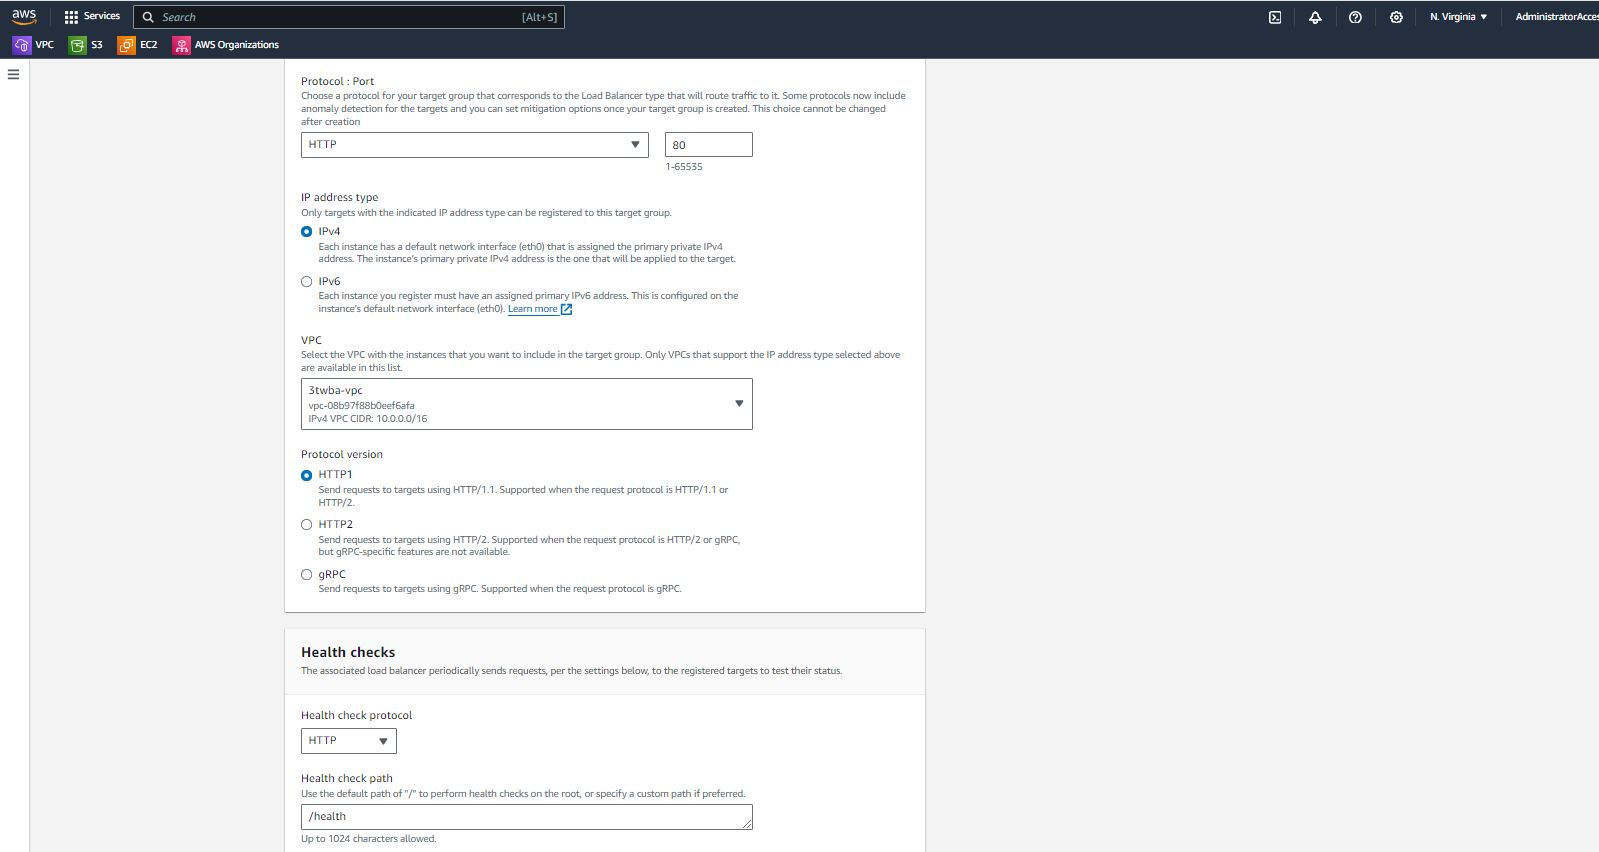 aws
Services
Search
[Alt+S]
N. Virginia
AdministratorAcces
VPC
S3
EC2
AWS Organizations
Protocol : Port
Choose a protocol for your target group that corresponds to the Load Balancer type that will route traffic to it. Some protocols now include
anomaly detection for the targets and you can set mitigation options once your target group is created. This choice cannot be changed
after creation
HTTP
80
1-65535
IP address type
Only targets with the indicated IP address type can be registered to this target group.
IPv4
Each instance has a default network interface (eth0) that is assigned the primary private IPv4
address. The instance's primary private IPv4 address is the one that will be applied to the target.
IPv6
Each instance you register must have an assigned primary IPv6 address. This is configured on the
instance's default network interface (eth0). Learn more
VPC
Select the VPC with the instances that you want to include in the target group. Only VPCs that support the IP address type selected above
are available in this list.
3twba-vpc
vpc-08b97f88b0eef6afa
IPv4 VPC CIDR: 10.0.0.0/16
Protocol version
HTTP1
Send requests to targets using HTTP/1.1. Supported when the request protocol is HTTP/1.1 or
HTTP/2.
HTTP2
Send requests to targets using HTTP/2. Supported when the request protocol is HTTP/2 or gRPC,
but gRPC-specific features are not available.
gRPC
Send requests to targets using gRPC. Supported when the request protocol is gRPC.
Health checks
The associated load balancer periodically sends requests, per the settings below, to the registered targets to test their status.
Health check protocol
HTTP
Health check path
Use the default path of "/" to perform health checks on the root, or specify a custom path if preferred.
/health
Up to 1024 characters allowed.